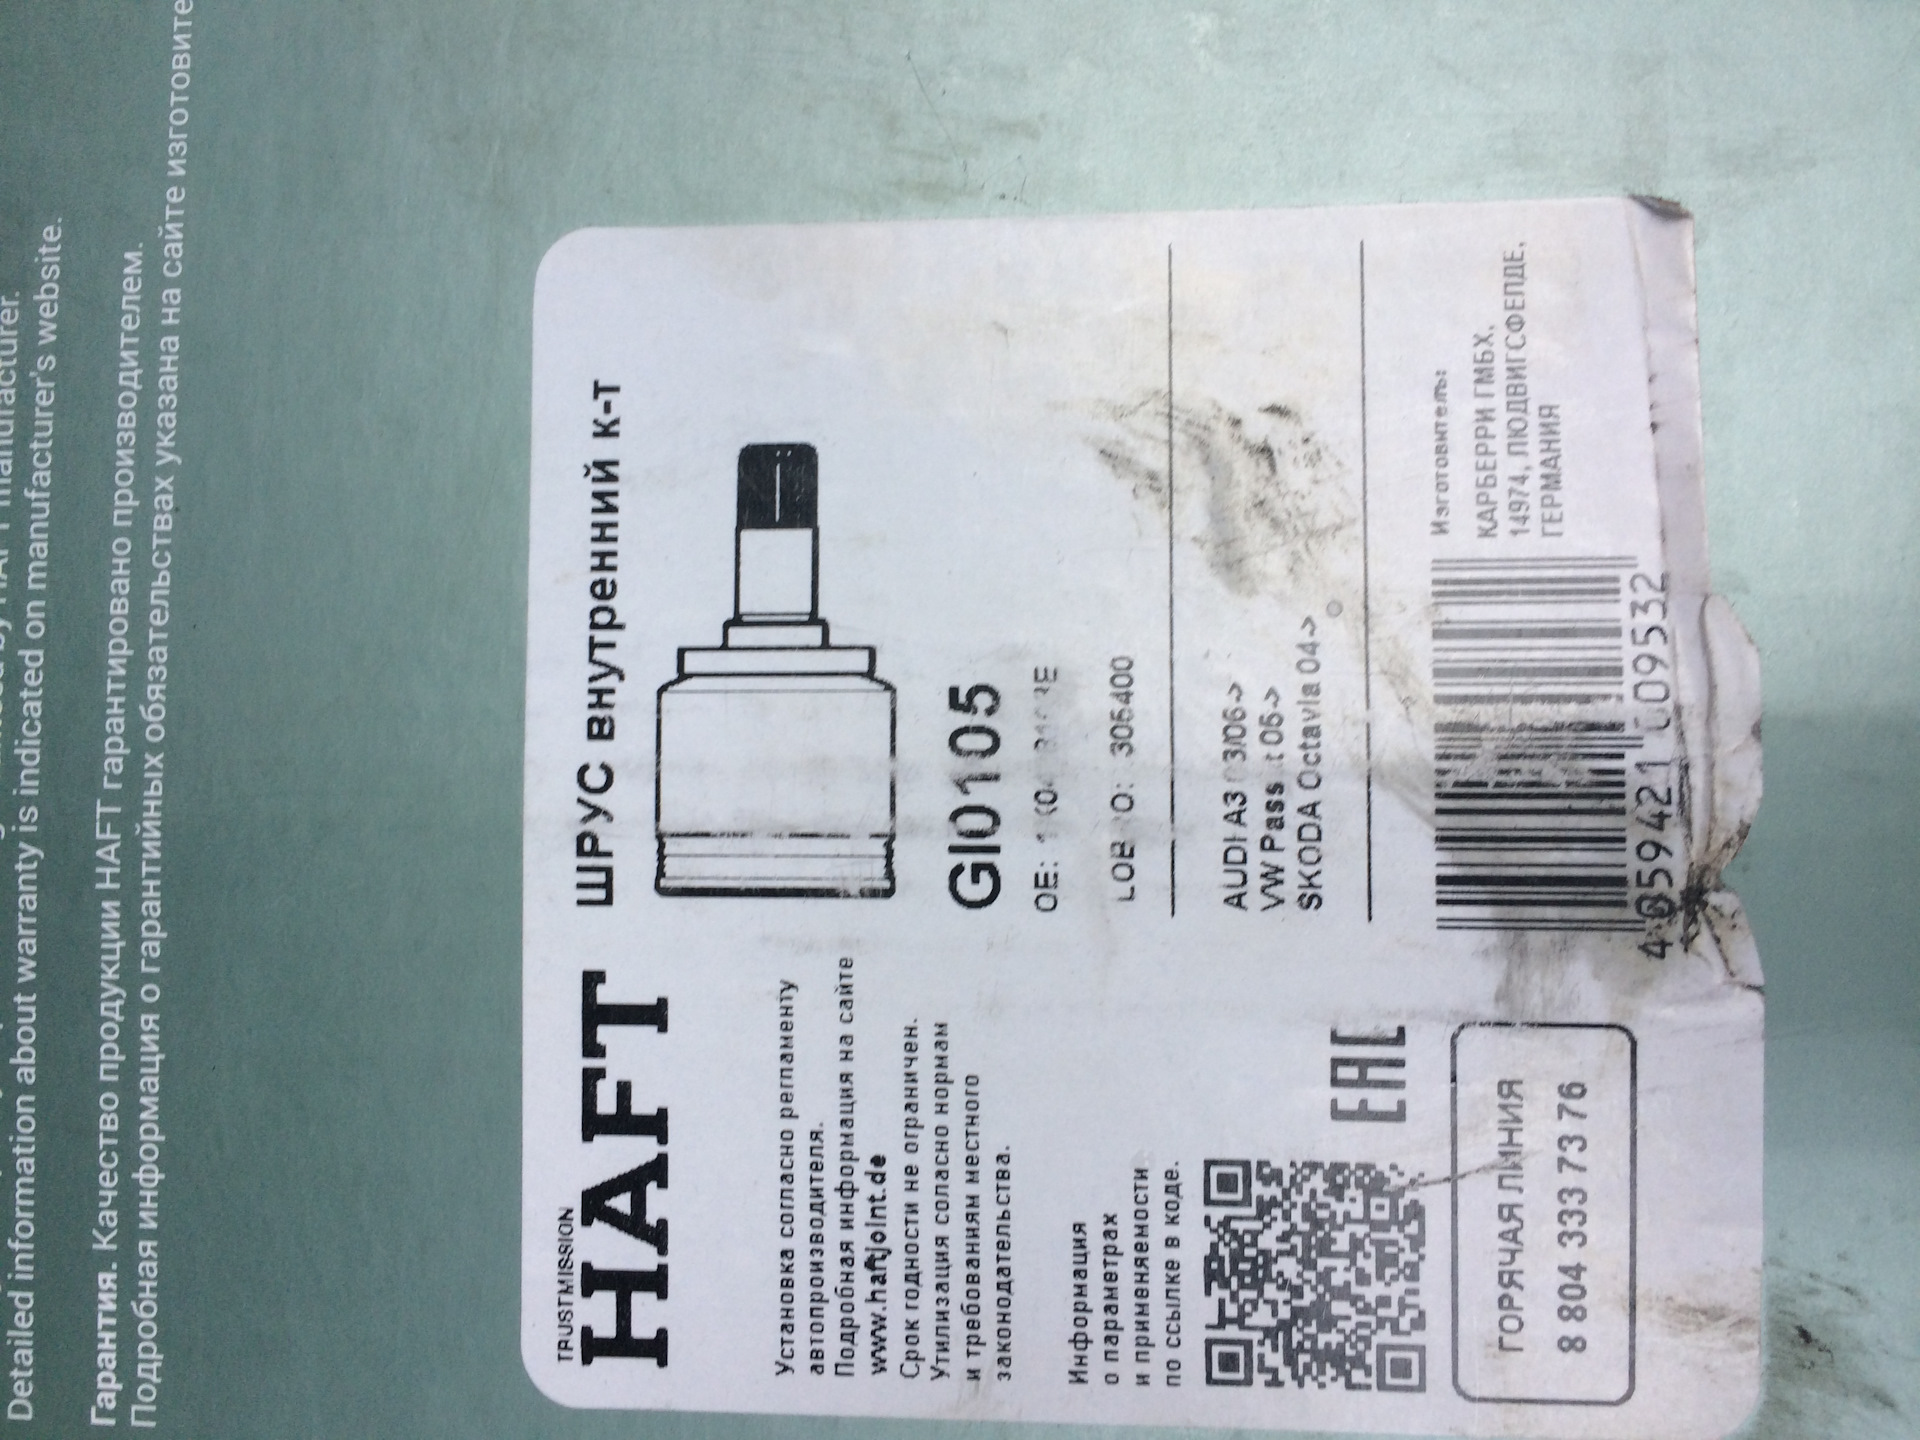 Detailed information about warranty is indicated on manufacturer's website.
Гарантия. Качество продукции HAFT гарантировано производителем.
Подробная информация о гарантийных обязательствах указана на сайте
TRUSTMISSION
HAFT
ШРУС внутренний к-т
Установка согласно регламенту
автопроизводителя.
Подробная информация на сайте
www.haftjoint.de
Срок годности не ограничен.
Утилизация согласно нормам
и требованиям местного
законодательства.
Информация
о параметрах
и применяемости
по ссылке в коде.
EAC
ГОРЯЧАЯ ЛИНИЯ
8 804 333 73 76
GI0105
OE:
AUDI A3 03/06->
VW Passat 05->
SKODA Octavia 04->
Изготовитель:
КАРБЕРРИ ГМБХ,
14974, ЛЮДВИГСФЕЛДЕ,
ГЕРМАНИЯ